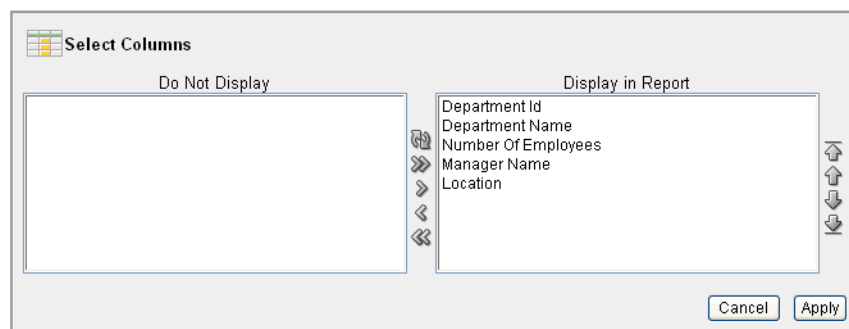 Select Columns
Do Not Display
Display in Report
Department Id
Department Name
Number Of Employees
Manager Name
Location
Cancel
Apply